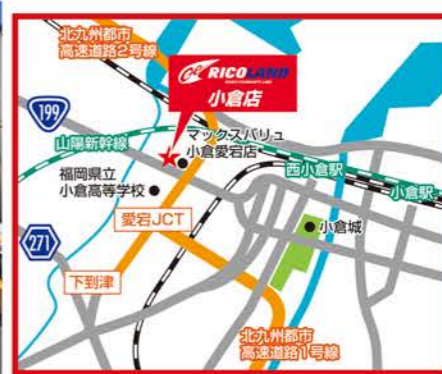 北九州都市
高速道路2号線
RICOLAND
小倉店
199
山陽新幹線
マックスバリュ
小倉愛宕店
西小倉駅
小倉駅
福岡県立
小倉高等学校
愛宕JCT
小倉城
271
下到津
北九州都市
高速道路1号線